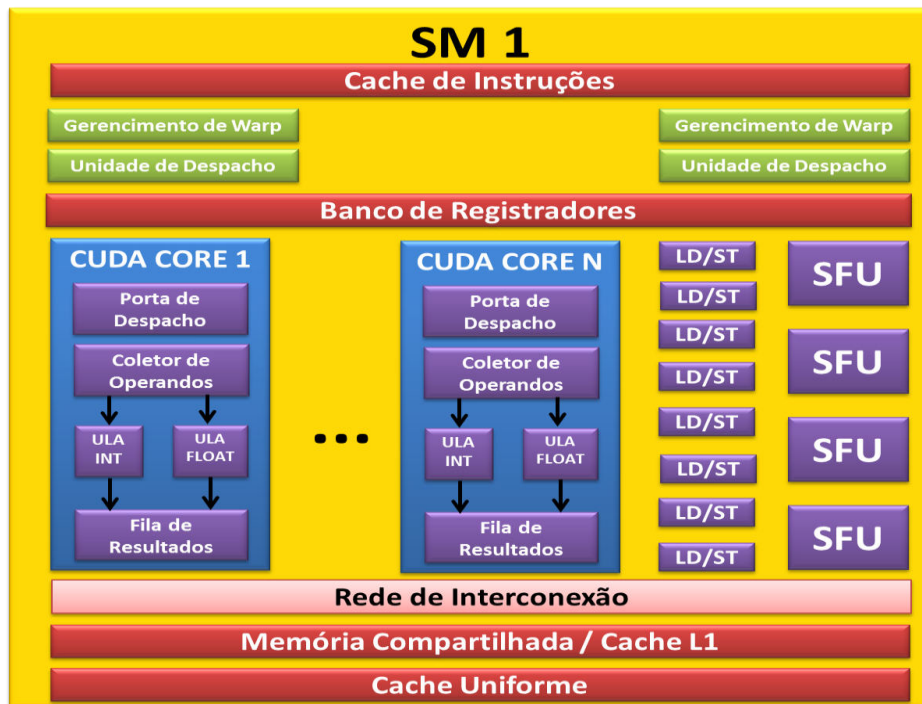 SM 1
Cache de Instruções
Gerencimento de Warp
Gerencimento de Warp
Unidade de Despacho
Unidade de Despacho
Banco de Registradores
CUDA CORE 1
Porta de
Despacho
Coletor de
Operandos
ULA
INT
ULA
FLOAT
Fila de
Resultados
...
CUDA CORE N
Porta de
Despacho
Coletor de
Operandos
ULA
INT
ULA
FLOAT
Fila de
Resultados
LD/ST
LD/ST
LD/ST
LD/ST
LD/ST
LD/ST
LD/ST
LD/ST
SFU
SFU
SFU
SFU
Rede de Interconexão
Memória Compartilhada / Cache L1
Cache Uniforme